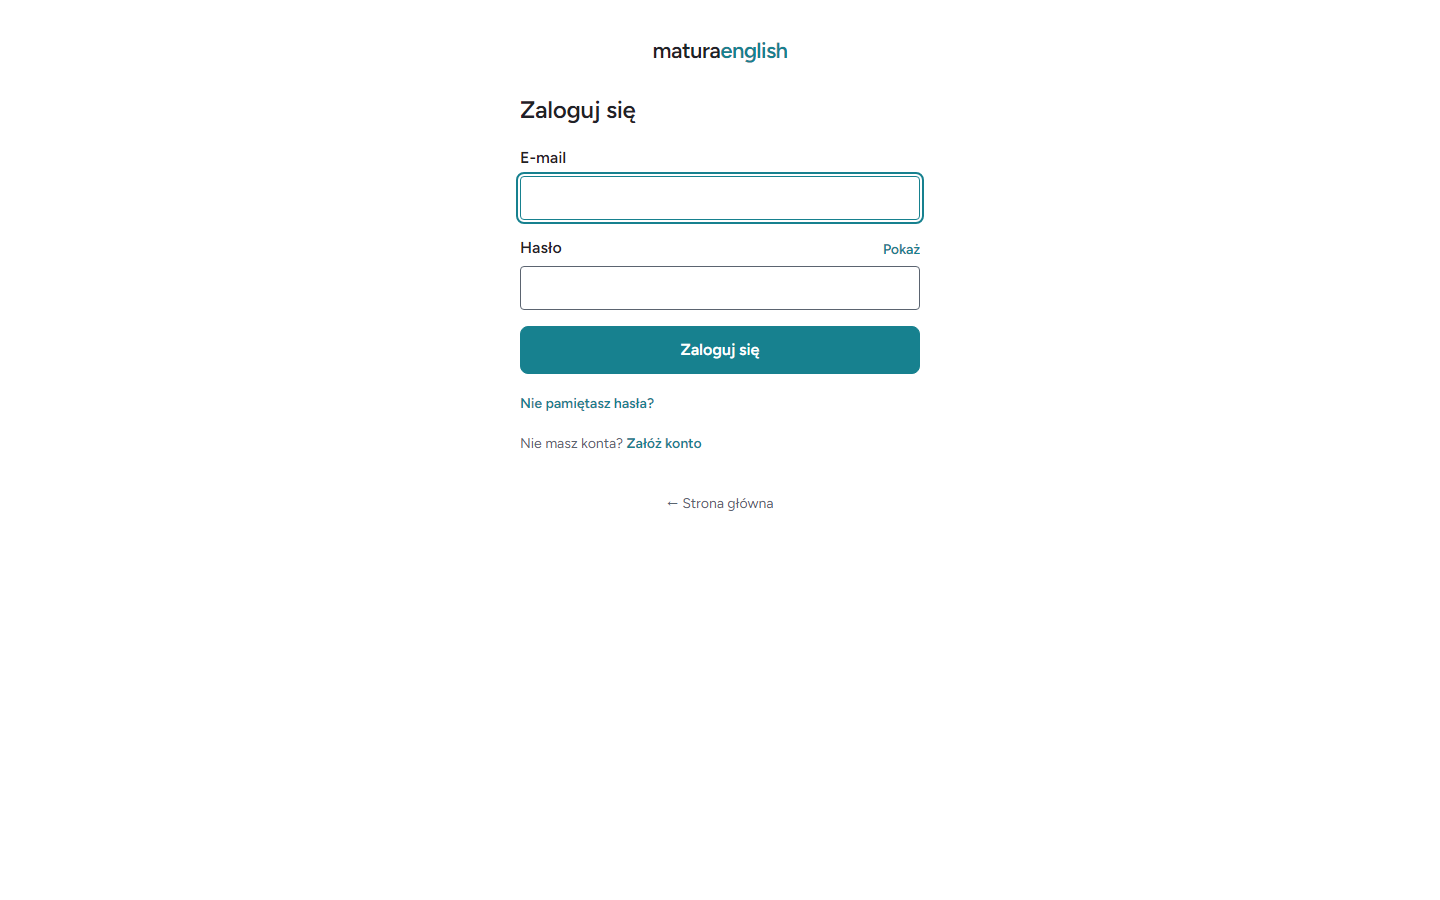 maturaenglish
Zaloguj się
E-mail
Hasło Pokaż
Zaloguj się
Nie pamiętasz hasła?
Nie masz konta? Załóż konto
← Strona główna